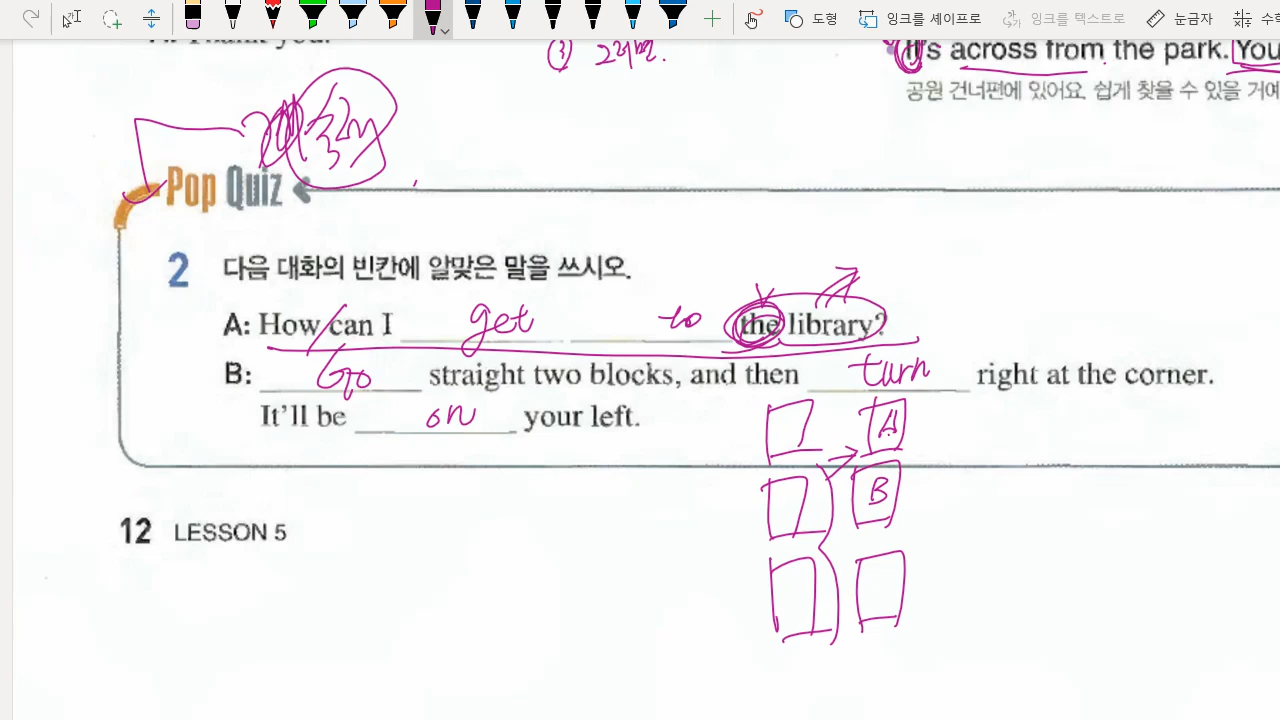 도형 잉크를 셰이프로 잉크를 텍스트로 눈금자
you.
③ 그러면.
It's across from the park. You
공원 건너편에 있어요. 쉽게 찾을 수 있을 거예
Pop Quiz
2 다음 대화의 빈칸에 알맞은 말을 쓰시오.
A: How can I get to the library?
B: Go straight two blocks, and then turn right at the corner.
It'll be on your left.
A
B
12 LESSON 5